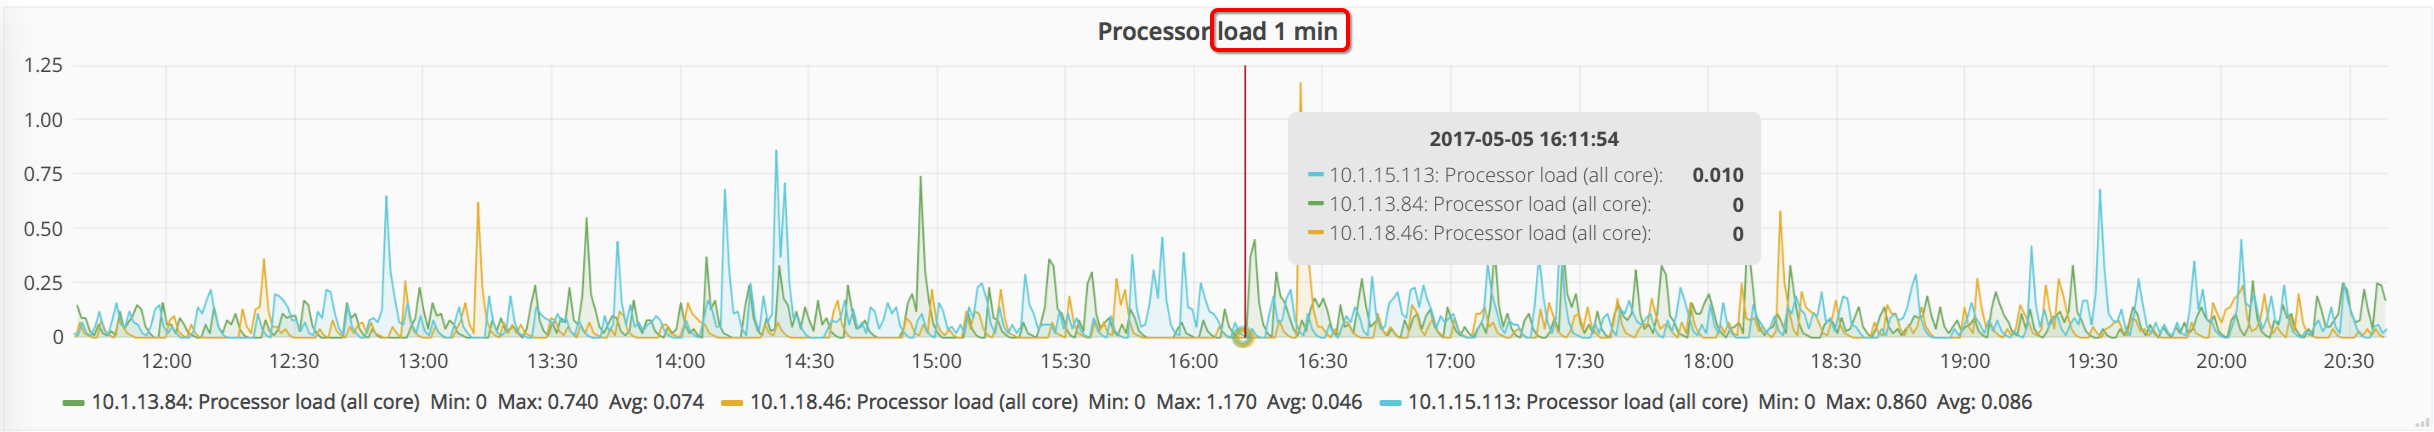 Processor load 1 min
1.25
1.00
0.75
0.50
0.25
0
2017-05-05 16:11:54
10.1.15.113: Processor load (all core): 0.010
10.1.13.84: Processor load (all core): 0
10.1.18.46: Processor load (all core): 0
12:00 12:30 13:00 13:30 14:00 14:30 15:00 15:30 16:00 16:30 17:00 17:30 18:00 18:30 19:00 19:30 20:00 20:30
10.1.13.84: Processor load (all core) Min: 0 Max: 0.740 Avg: 0.074 10.1.18.46: Processor load (all core) Min: 0 Max: 1.170 Avg: 0.046 10.1.15.113: Processor load (all core) Min: 0 Max: 0.860 Avg: 0.086